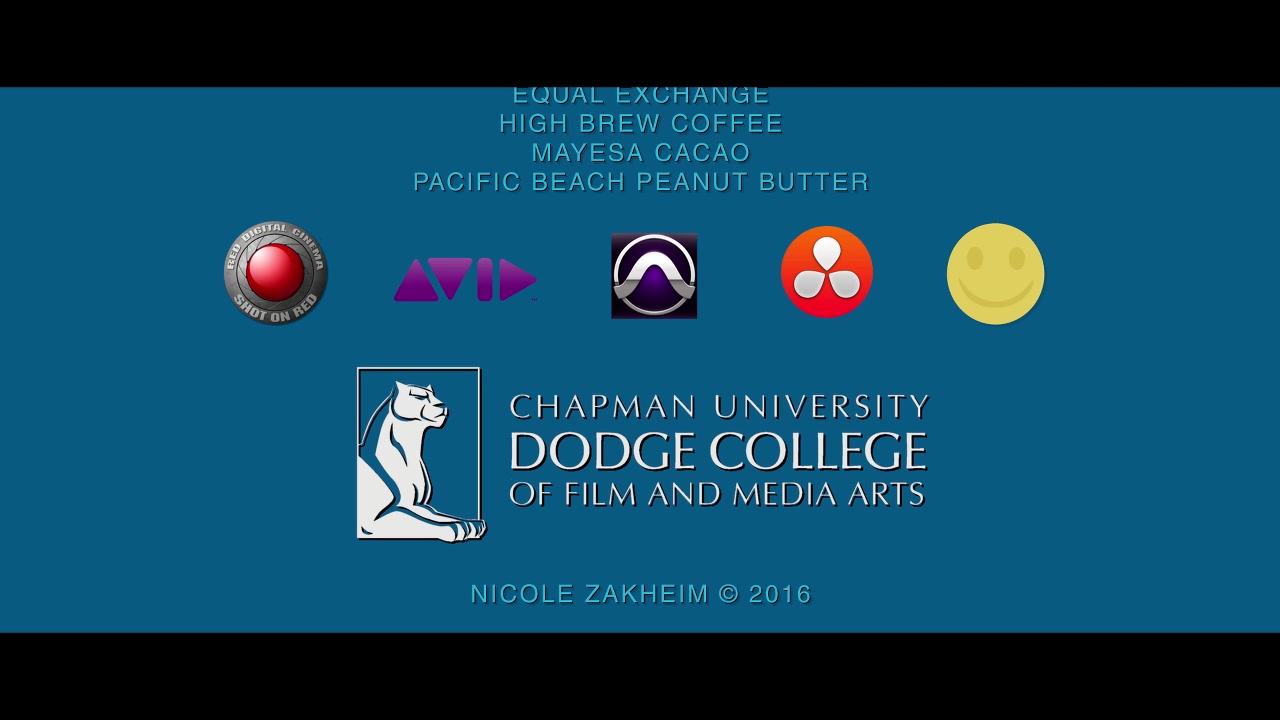 EQUAL EXCHANGE
HIGH BREW COFFEE
MAYESA CACAO
PACIFIC BEACH PEANUT BUTTER
RED DIGITAL CINEMA
SHOT ON RED
AVID
CHAPMAN UNIVERSITY
DODGE COLLEGE
OF FILM AND MEDIA ARTS
NICOLE ZAKHEIM © 2016